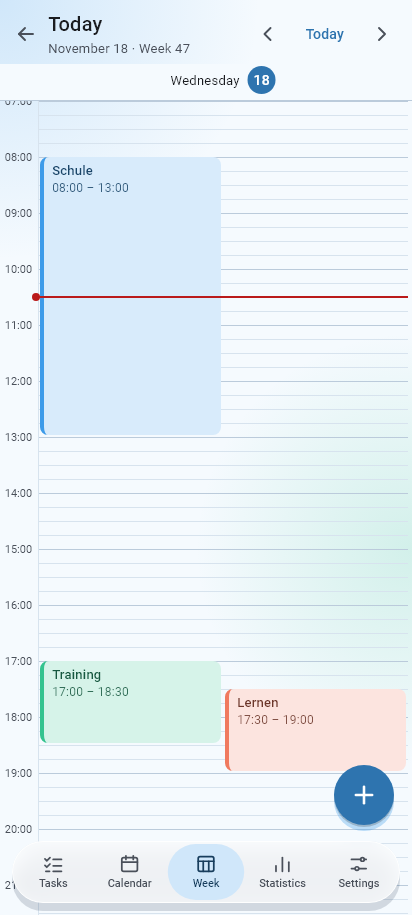 Today
November 18 · Week 47
Today
Wednesday 18
07:00
08:00
Schule
08:00 – 13:00
09:00
10:00
11:00
12:00
13:00
14:00
15:00
16:00
17:00
Training
17:00 – 18:30
Lernen
17:30 – 19:00
18:00
19:00
20:00
Tasks
Calendar
Week
Statistics
Settings